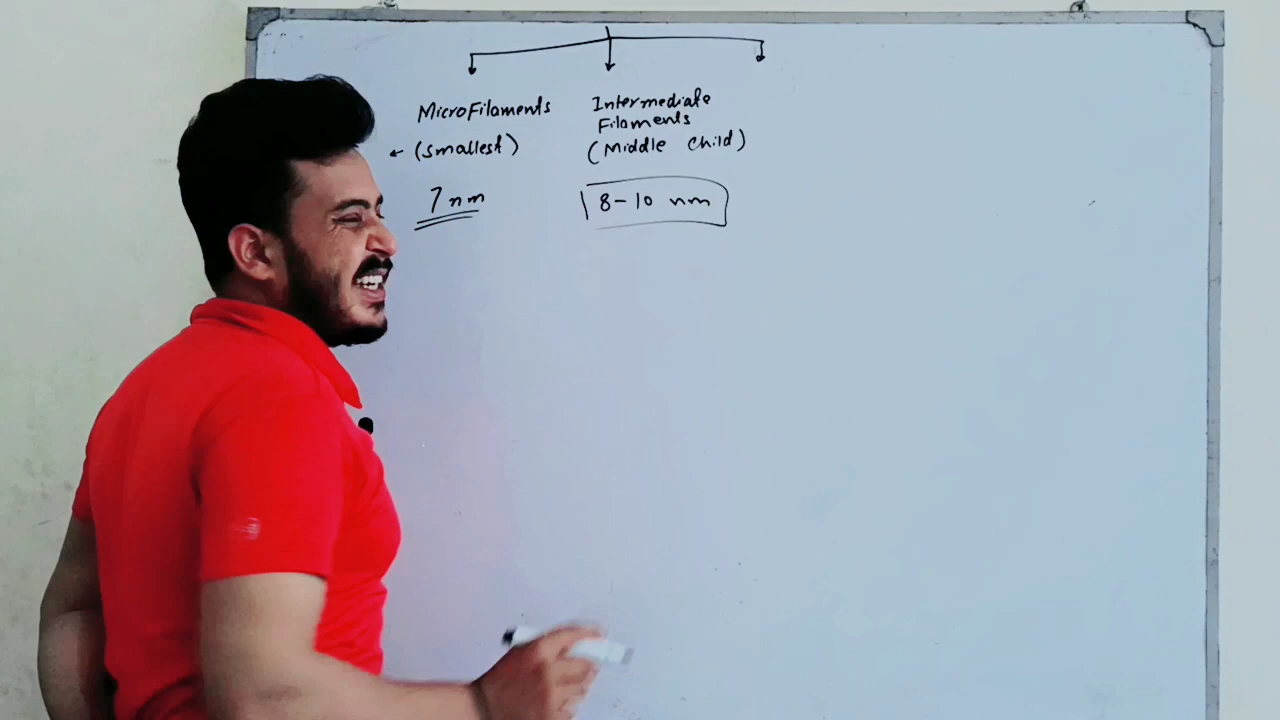 MicroFilaments
(smallest)
7 nm
Intermediate
Filaments
(Middle Child)
8-10 nm